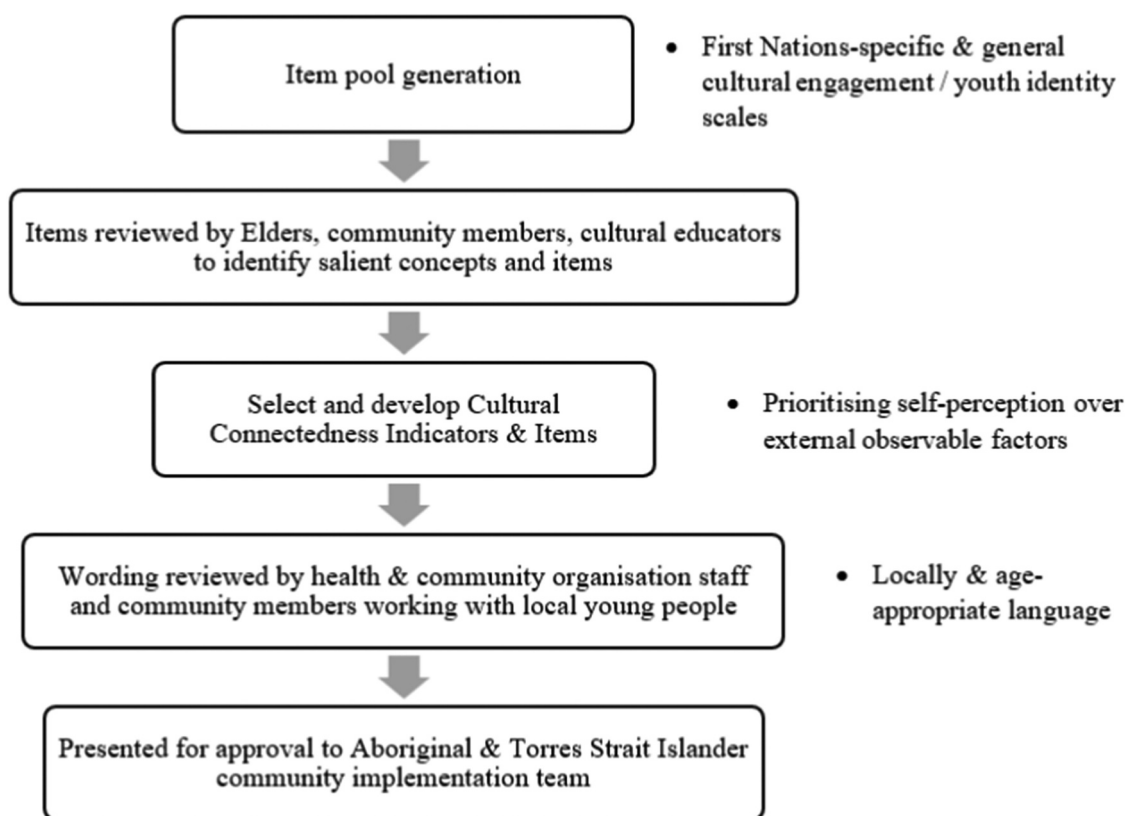 Item pool generation
• First Nations-specific & general
cultural engagement / youth identity
scales
Items reviewed by Elders, community members, cultural educators
to identify salient concepts and items
Select and develop Cultural
Connectedness Indicators & Items
• Prioritising self-perception over
external observable factors
Wording reviewed by health & community organisation staff
and community members working with local young people
• Locally & age-
appropriate language
Presented for approval to Aboriginal & Torres Strait Islander
community implementation team